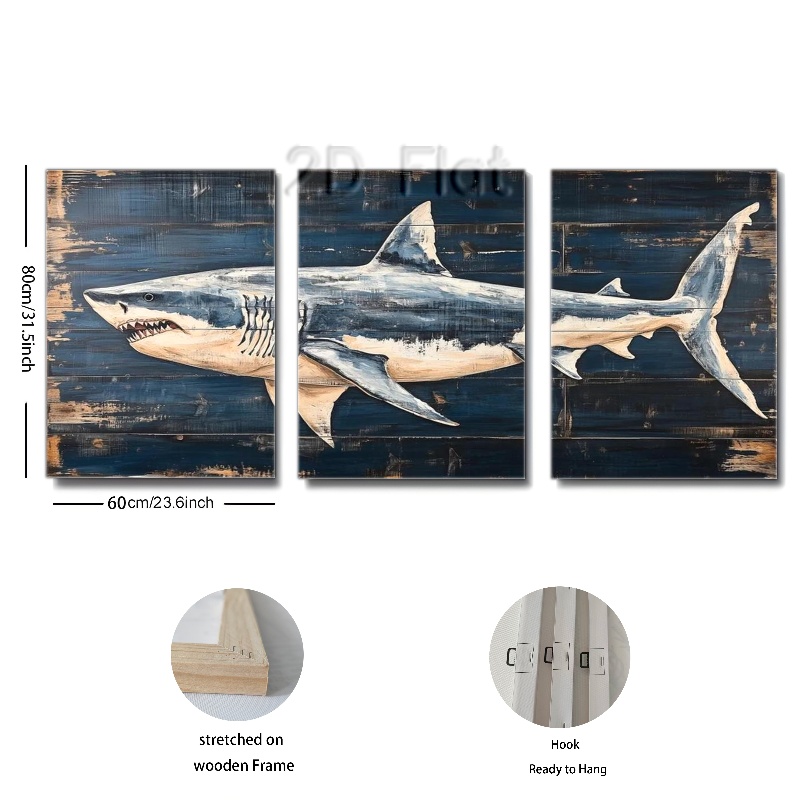 2D Flat
80cm/31.5inch
60cm/23.6inch
stretched on
wooden Frame
Hook
Ready to Hang